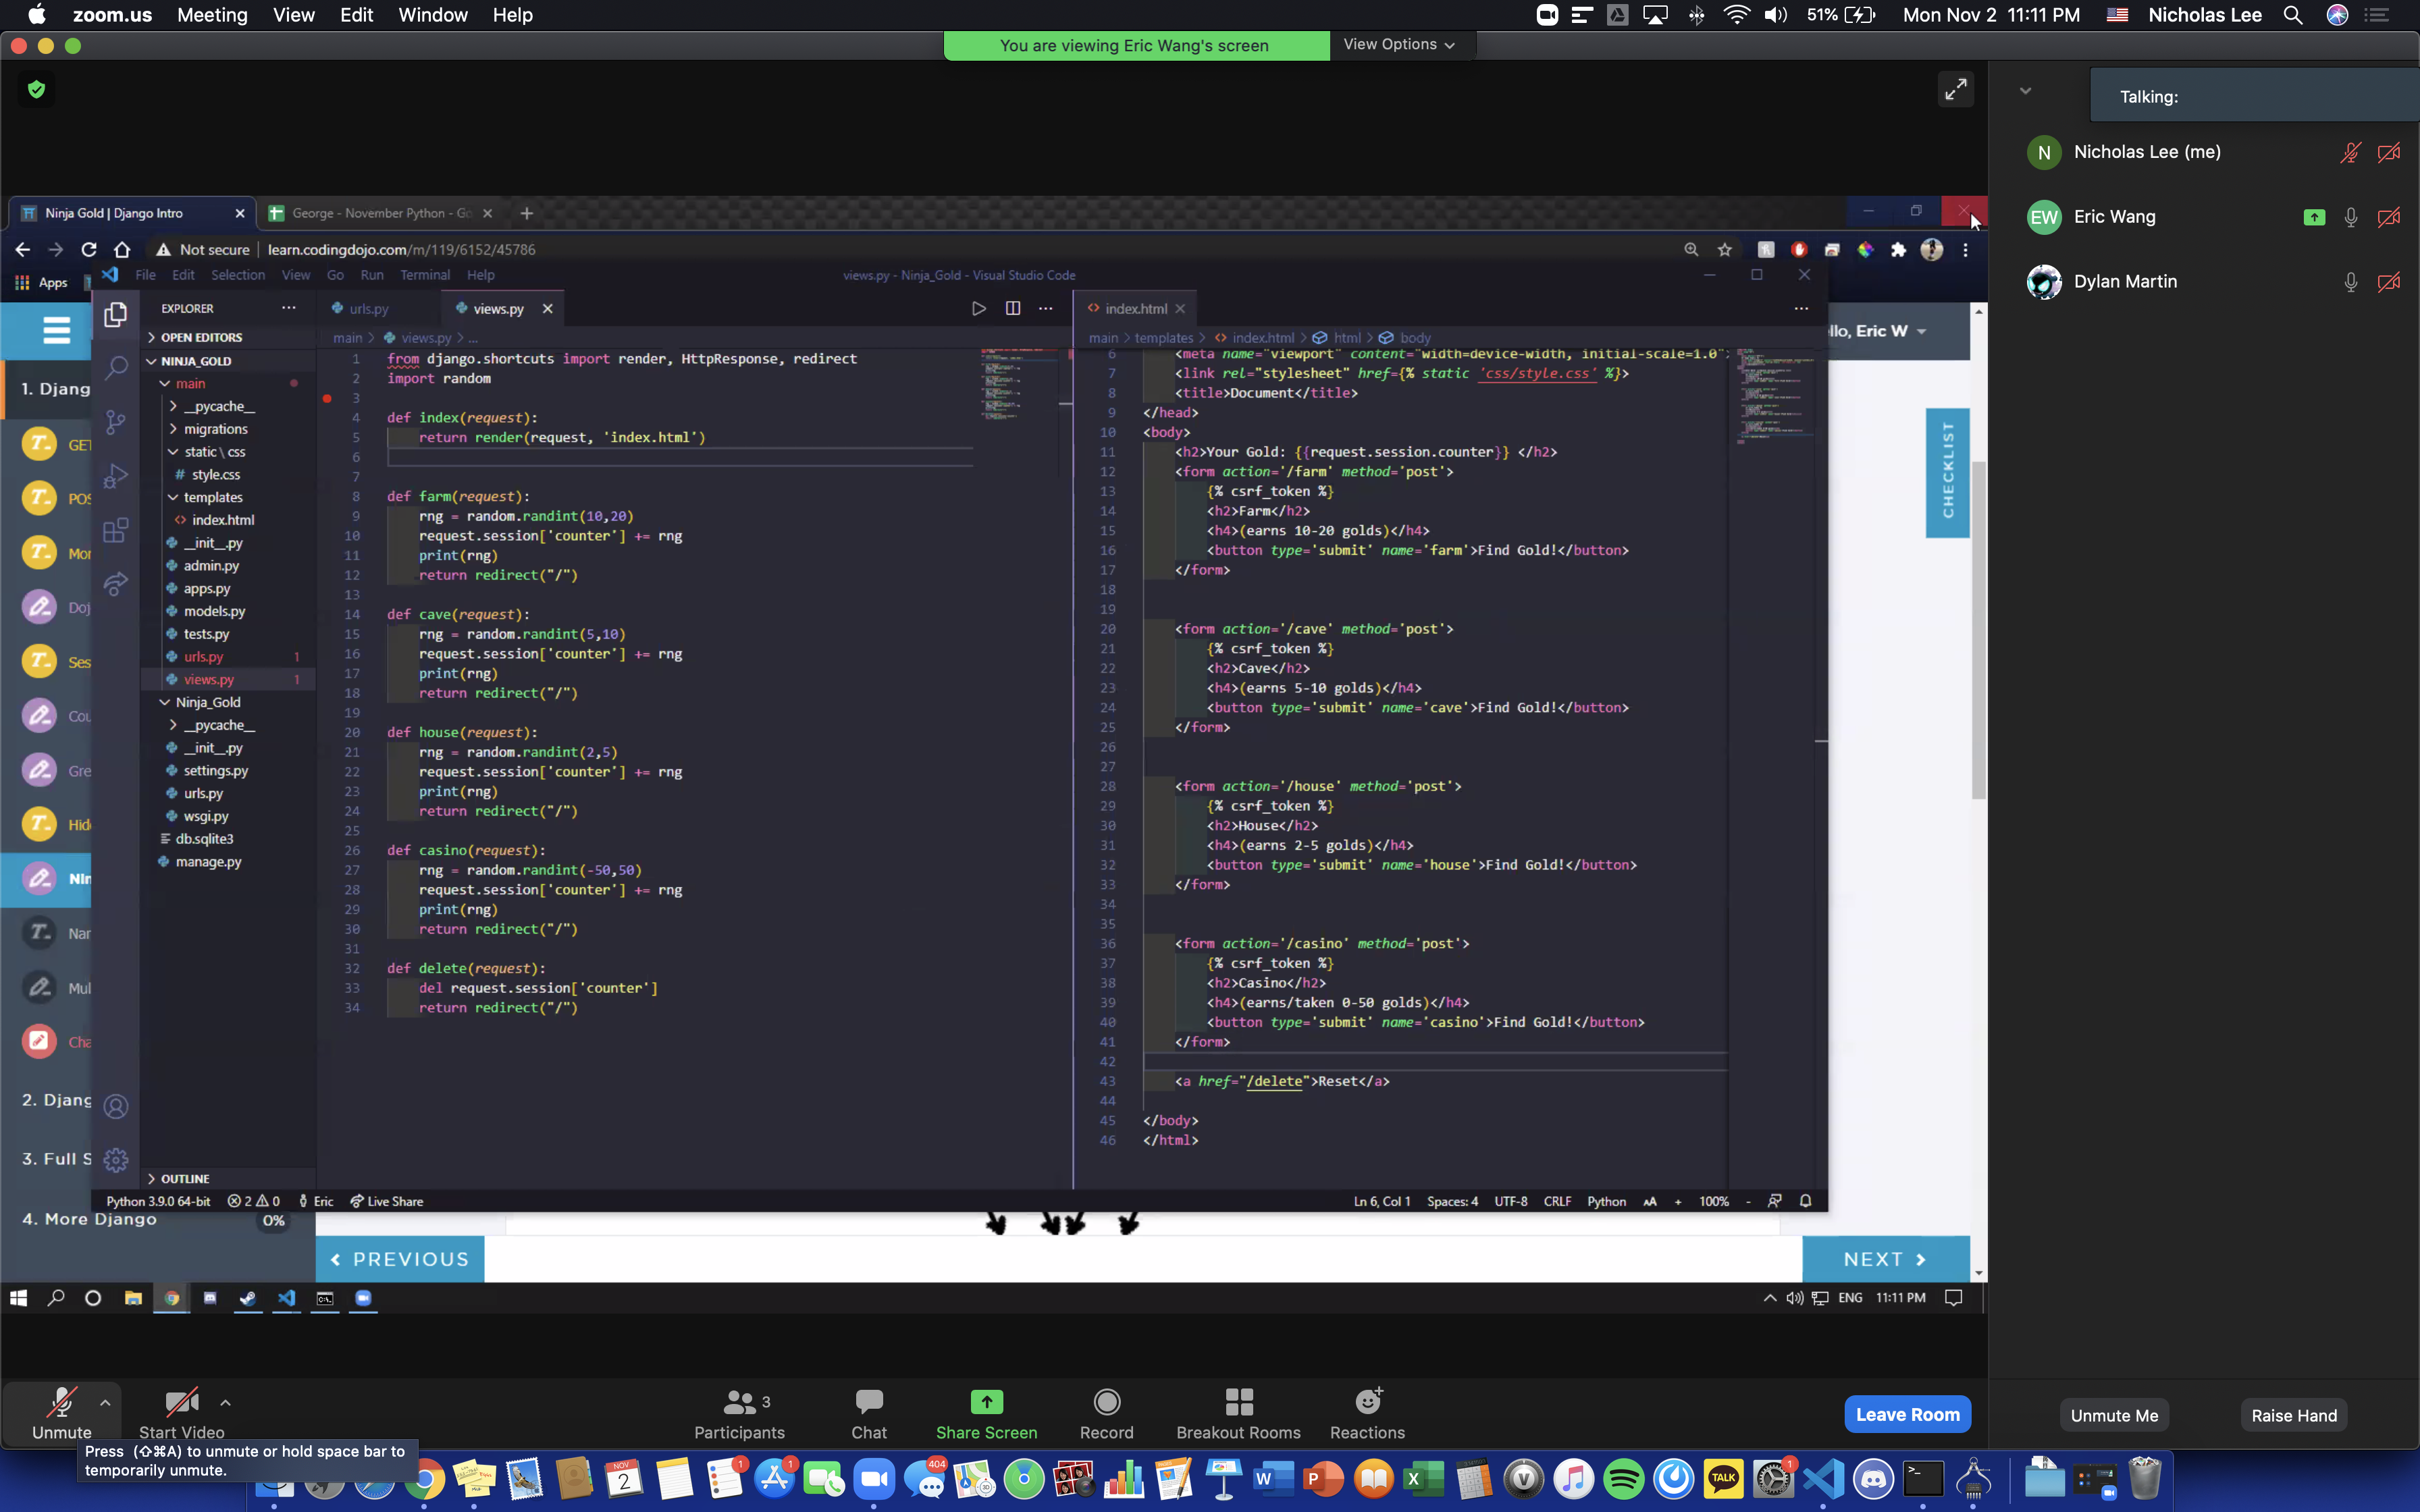 zoom.us Meeting View Edit Window Help
51% Mon Nov 2 11:11 PM Nicholas Lee
You are viewing Eric Wang's screen View Options
Talking:
N Nicholas Lee (me)
EW Eric Wang
Dylan Martin
Ninja Gold | Django Intro
George - November Python - Go
Not secure | learn.codingdojo.com/m/119/6152/45786
Apps
File Edit Selection View Go Run Terminal Help
views.py - Ninja_Gold - Visual Studio Code
llo, Eric W
CHECKLIST
1. Djang
GET
POS
Mor
Doj
Ses
Cou
Gre
Hid
Nin
Nar
Mul
Cha
2. Djang
3. Full S
4. More Django 0%
EXPLORER
OPEN EDITORS
NINJA_GOLD
main
__pycache__
migrations
static \ css
# style.css
templates
<> index.html
__init__.py
admin.py
apps.py
models.py
tests.py
urls.py 1
views.py 1
Ninja_Gold
__pycache__
__init__.py
settings.py
urls.py
wsgi.py
db.sqlite3
manage.py
OUTLINE
urls.py views.py
main > views.py > ...
1 from django.shortcuts import render, HttpResponse, redirect
2 import random
3
4 def index(request):
5 return render(request, 'index.html')
6
7
8 def farm(request):
9 rng = random.randint(10,20)
10 request.session['counter'] += rng
11 print(rng)
12 return redirect("/")
13
14 def cave(request):
15 rng = random.randint(5,10)
16 request.session['counter'] += rng
17 print(rng)
18 return redirect("/")
19
20 def house(request):
21 rng = random.randint(2,5)
22 request.session['counter'] += rng
23 print(rng)
24 return redirect("/")
25
26 def casino(request):
27 rng = random.randint(-50,50)
28 request.session['counter'] += rng
29 print(rng)
30 return redirect("/")
31
32 def delete(request):
33 del request.session['counter']
34 return redirect("/")
<> index.html
main > templates > <> index.html > html > body
6 <meta name="viewport" content="width=device-width, initial-scale=1.0">
7 <link rel="stylesheet" href={% static 'css/style.css' %}>
8 <title>Document</title>
9 </head>
10 <body>
11 <h2>Your Gold: {{request.session.counter}} </h2>
12 <form action='/farm' method='post'>
13 {% csrf_token %}
14 <h2>Farm</h2>
15 <h4>(earns 10-20 golds)</h4>
16 <button type='submit' name='farm'>Find Gold!</button>
17 </form>
18
19
20 <form action='/cave' method='post'>
21 {% csrf_token %}
22 <h2>Cave</h2>
23 <h4>(earns 5-10 golds)</h4>
24 <button type='submit' name='cave'>Find Gold!</button>
25 </form>
26
27
28 <form action='/house' method='post'>
29 {% csrf_token %}
30 <h2>House</h2>
31 <h4>(earns 2-5 golds)</h4>
32 <button type='submit' name='house'>Find Gold!</button>
33 </form>
34
35
36 <form action='/casino' method='post'>
37 {% csrf_token %}
38 <h2>Casino</h2>
39 <h4>(earns/taken 0-50 golds)</h4>
40 <button type='submit' name='casino'>Find Gold!</button>
41 </form>
42
43 <a href="/delete">Reset</a>
44
45 </body>
46 </html>
Python 3.9.0 64-bit 2 0 Eric Live Share
Ln 6, Col 1 Spaces: 4 UTF-8 CRLF Python AA + 100% -
PREVIOUS NEXT
ENG 11:11 PM
Unmute Start Video
3
Participants Chat Share Screen Record Breakout Rooms Reactions
Leave Room
Unmute Me Raise Hand
Press (⇧⌘A) to unmute or hold space bar to
temporarily unmute.
NOV
2
1
1
404
TALK
1